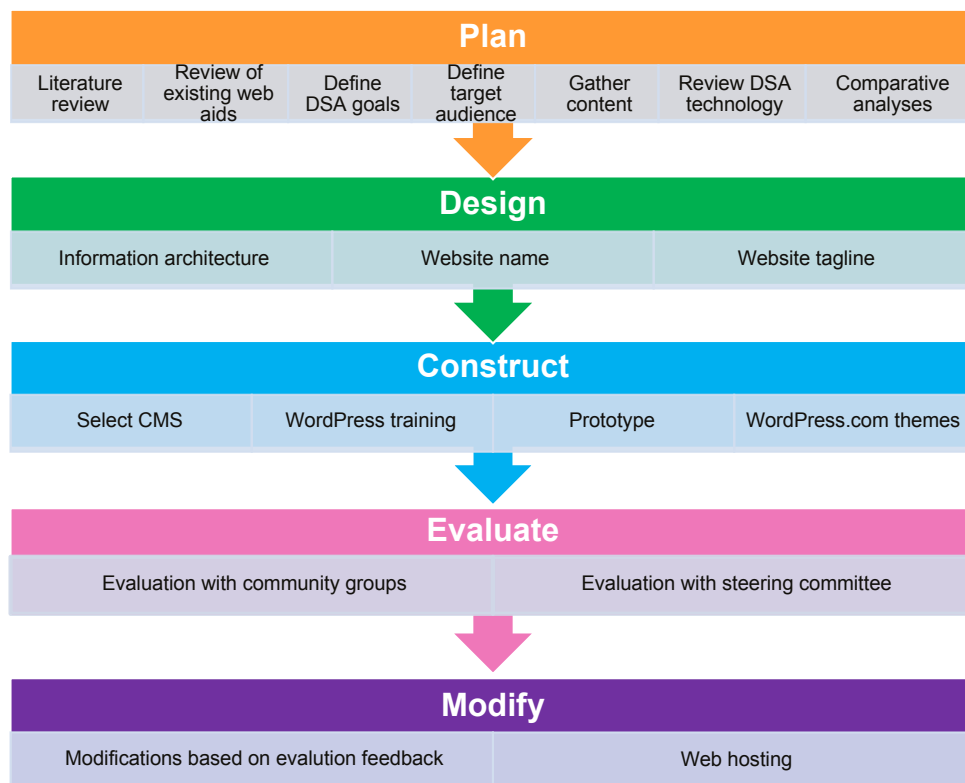 Plan
Literature
review
Review of
existing web
aids
Define
DSA goals
Define
target
audience
Gather
content
Review DSA
technology
Comparative
analyses
Design
Information architecture
Website name
Website tagline
Construct
Select CMS
WordPress training
Prototype
WordPress.com themes
Evaluate
Evaluation with community groups
Evaluation with steering committee
Modify
Modifications based on evalution feedback
Web hosting